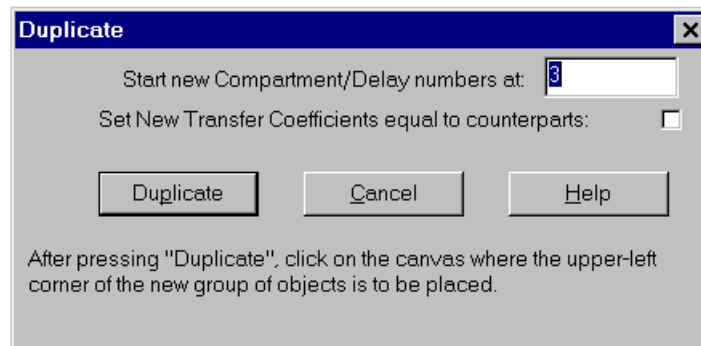 Duplicate
Start new Compartment/Delay numbers at: 3
Set New Transfer Coefficients equal to counterparts:
Duplicate Cancel Help
After pressing "Duplicate", click on the canvas where the upper-left
corner of the new group of objects is to be placed.